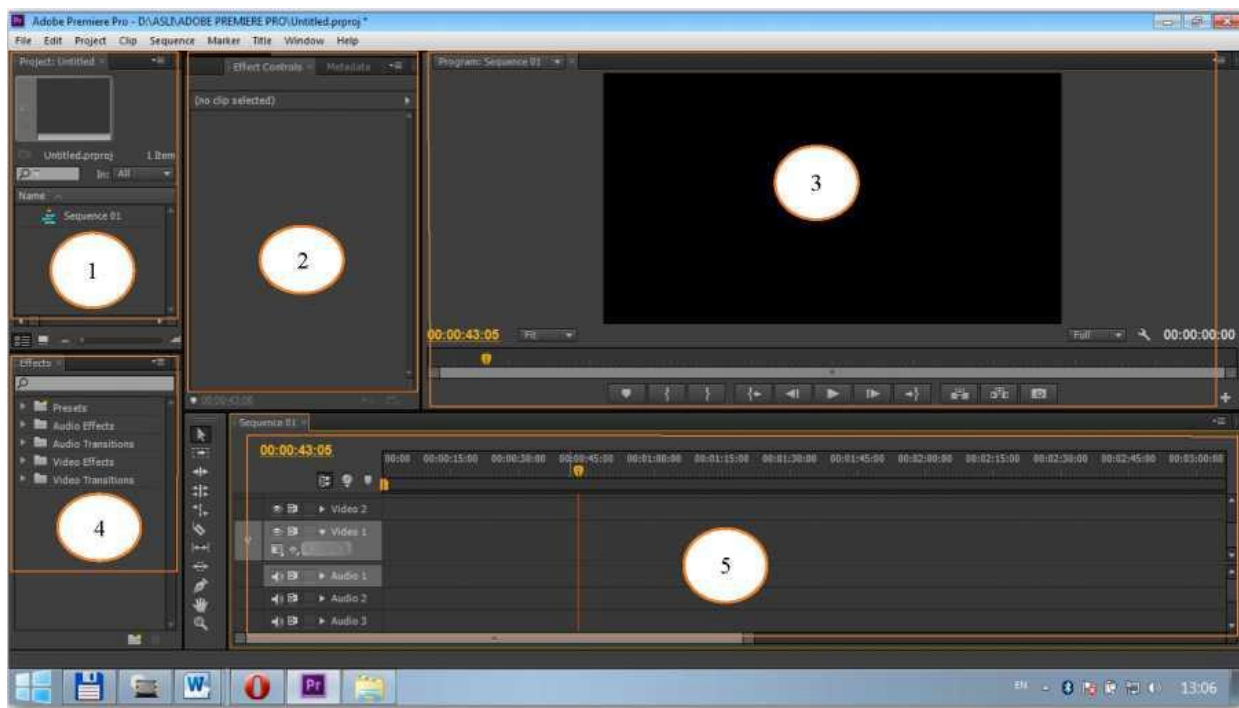 Adobe Premiere Pro - D:\ASLI\ADOBE PREMIERE PRO\Untitled.prproj *
File Edit Project Clip Sequence Marker Title Window Help
Project: Untitled
Untitled.prproj 1 Item
In: All
Name
Sequence 01
1
Effect Controls Metadata
(no clip selected)
2
00:00:43:05
Program: Sequence 01
3
00:00:43:05 Fit Full 00:00:00:00
Effects
Presets
Audio Effects
Audio Transitions
Video Effects
Video Transitions
4
Sequence 01
00:00:43:05
00:00 00:00:15:00 00:00:30:00 00:00:45:00 00:01:00:00 00:01:15:00 00:01:30:00 00:01:45:00 00:02:00:00 00:02:15:00 00:02:30:00 00:02:45:00 00:03:00:00
Video 2
Video 1
Audio 1
Audio 2
Audio 3
5
W Pr EN 13:06